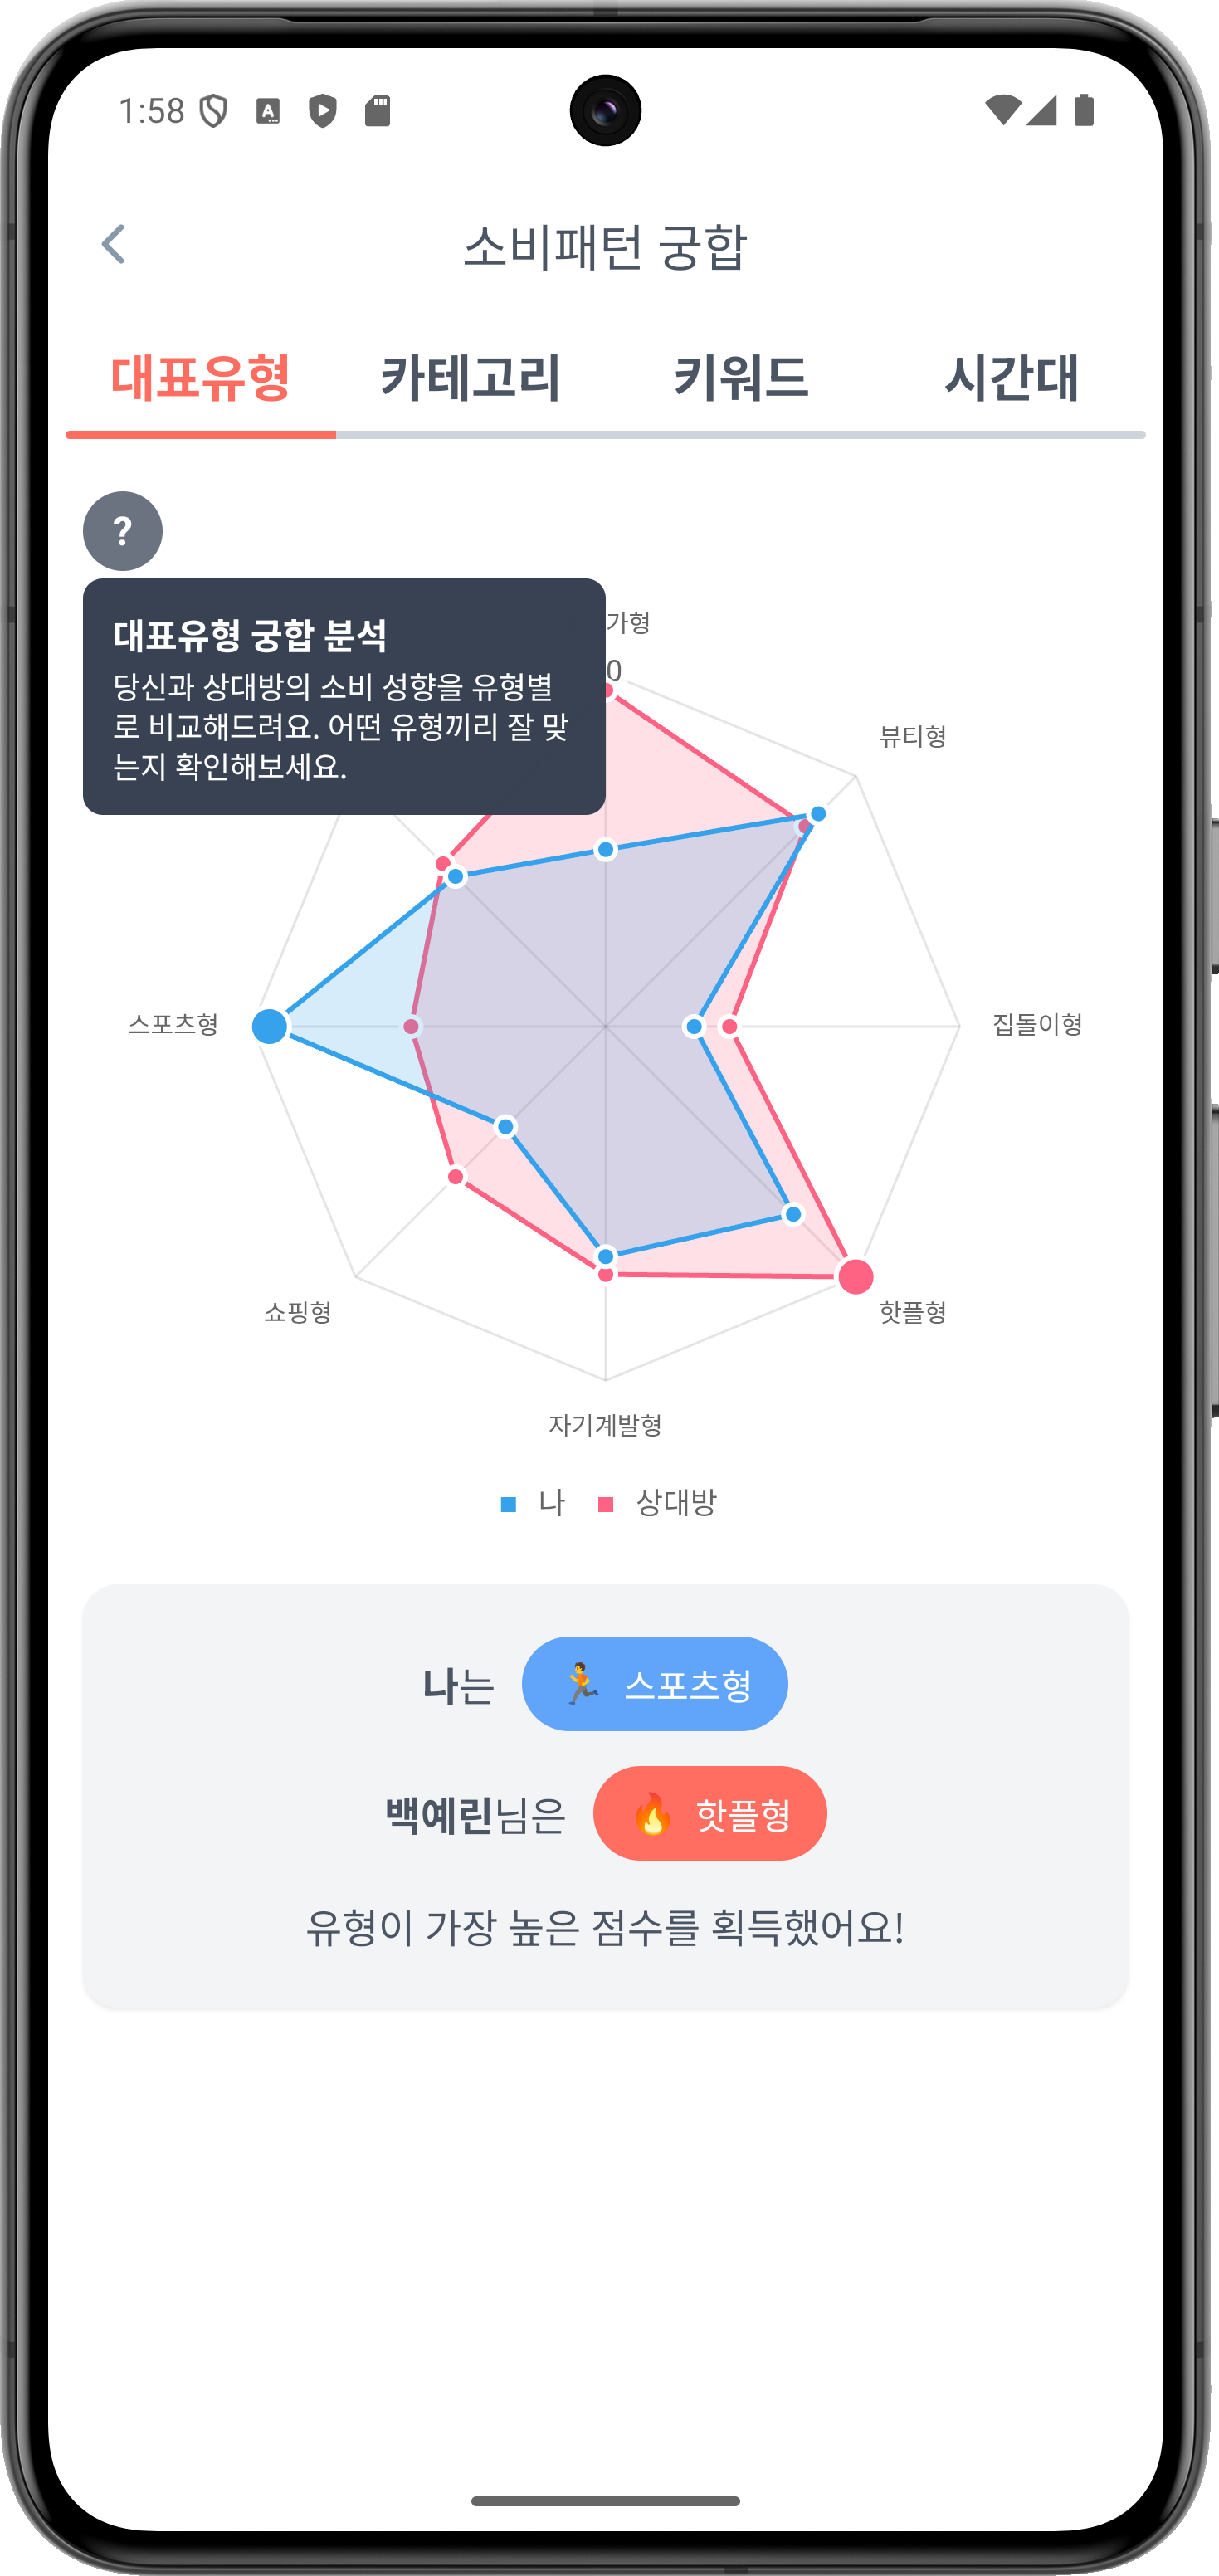 1:58
소비패턴 궁합
대표유형 카테고리 키워드 시간대
?
대표유형 궁합 분석
당신과 상대방의 소비 성향을 유형별
로 비교해드려요. 어떤 유형끼리 잘 맞
는지 확인해보세요.
가형
0
뷰티형
스포츠형
집돌이형
쇼핑형
핫플형
자기계발형
나 상대방
나는 스포츠형
백예린님은 핫플형
유형이 가장 높은 점수를 획득했어요!